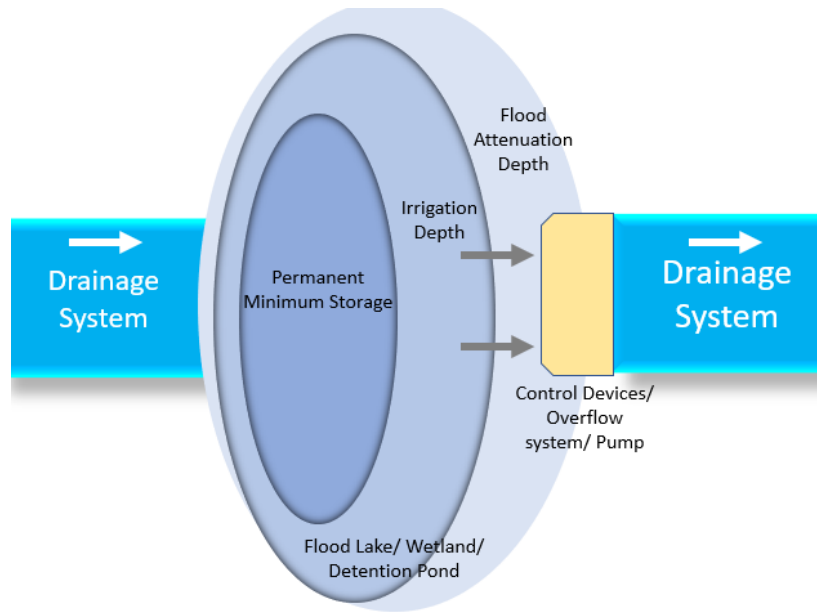 Flood
Attenuation
Depth
Irrigation
Depth
Drainage
System
Permanent
Minimum Storage
Drainage
System
Control Devices/
Overflow
system/ Pump
Flood Lake/ Wetland/
Detention Pond